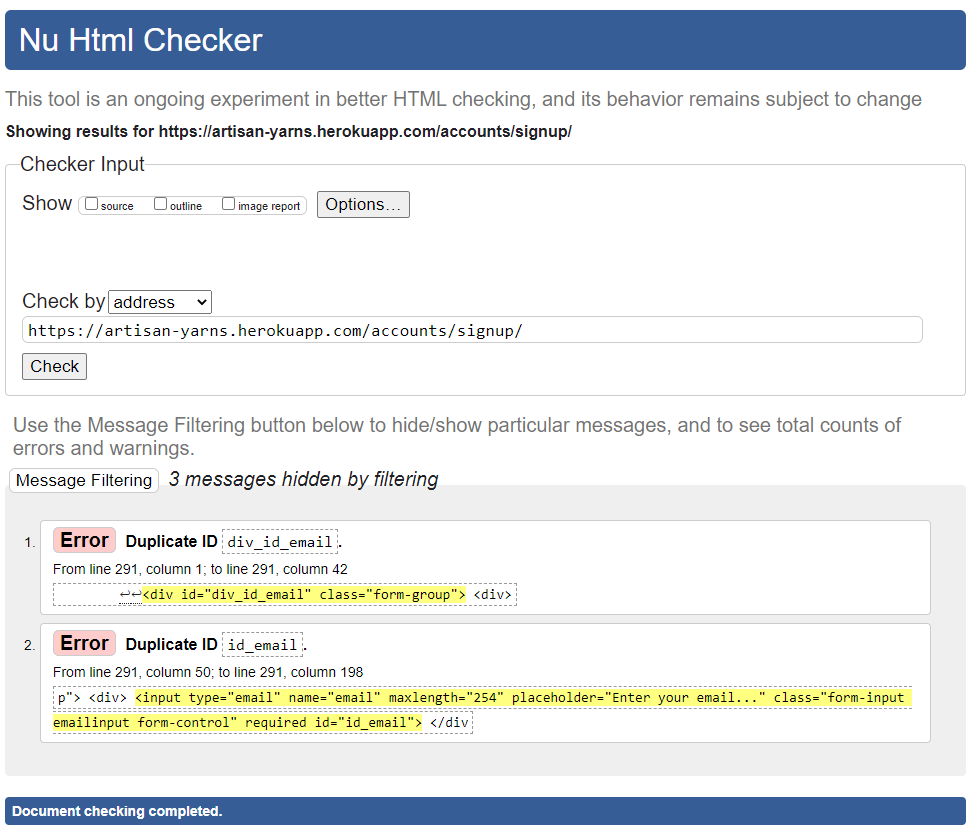 Nu Html Checker
This tool is an ongoing experiment in better HTML checking, and its behavior remains subject to change
Showing results for https://artisan-yarns.herokuapp.com/accounts/signup/
Checker Input
Show source outline image report Options...
Check by address
https://artisan-yarns.herokuapp.com/accounts/signup/
Check
Use the Message Filtering button below to hide/show particular messages, and to see total counts of
errors and warnings.
Message Filtering 3 messages hidden by filtering
1. Error Duplicate ID div_id_email.
From line 291, column 1; to line 291, column 42
↩↩<div id="div_id_email" class="form-group"> <div>
2. Error Duplicate ID id_email.
From line 291, column 50; to line 291, column 198
p"> <div> <input type="email" name="email" maxlength="254" placeholder="Enter your email..." class="form-input
emailinput form-control" required id="id_email"> </div
Document checking completed.